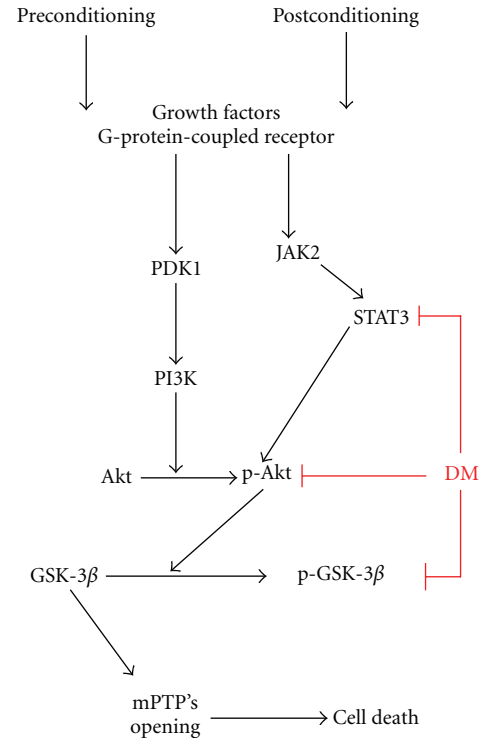 Preconditioning
Postconditioning
Growth factors
G-protein-coupled receptor
JAK2
PDK1
STAT3
PI3K
Akt
p-Akt
DM
GSK-3β
p-GSK-3β
mPTP's
opening
Cell death